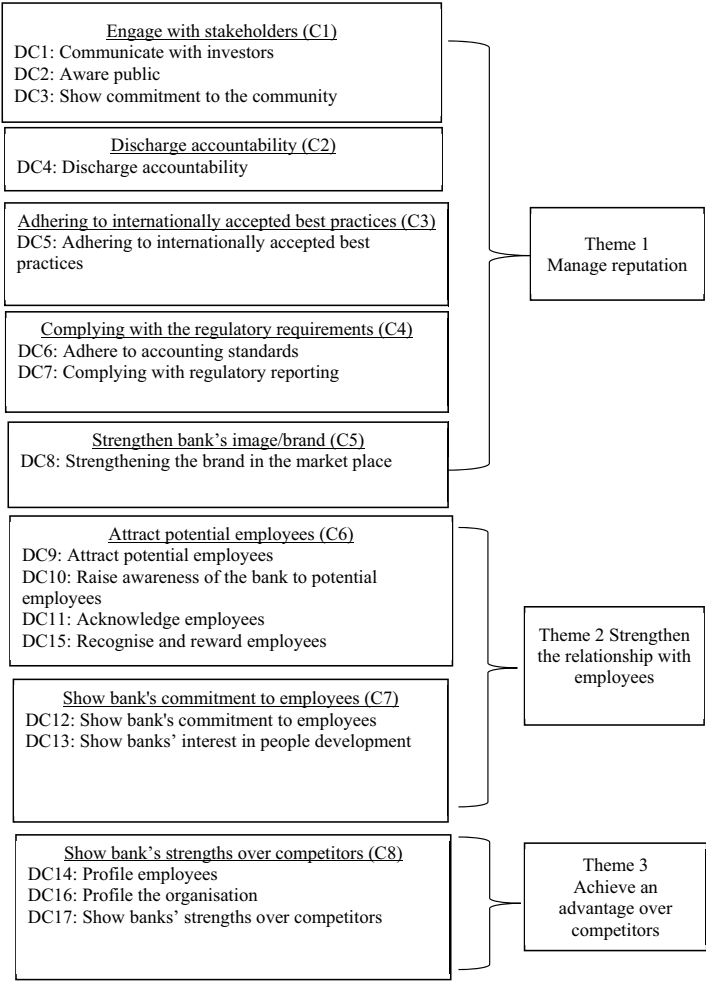 Engage with stakeholders (C1)
DC1: Communicate with investors
DC2: Aware public
DC3: Show commitment to the community
Discharge accountability (C2)
DC4: Discharge accountability
Adhering to internationally accepted best practices (C3)
DC5: Adhering to internationally accepted best
practices
Complying with the regulatory requirements (C4)
DC6: Adhere to accounting standards
DC7: Complying with regulatory reporting
Strengthen bank’s image/brand (C5)
DC8: Strengthening the brand in the market place
Theme 1
Manage reputation
Attract potential employees (C6)
DC9: Attract potential employees
DC10: Raise awareness of the bank to potential
employees
DC11: Acknowledge employees
DC15: Recognise and reward employees
Show bank's commitment to employees (C7)
DC12: Show bank's commitment to employees
DC13: Show banks’ interest in people development
Theme 2 Strengthen
the relationship with
employees
Show bank’s strengths over competitors (C8)
DC14: Profile employees
DC16: Profile the organisation
DC17: Show banks’ strengths over competitors
Theme 3
Achieve an
advantage over
competitors